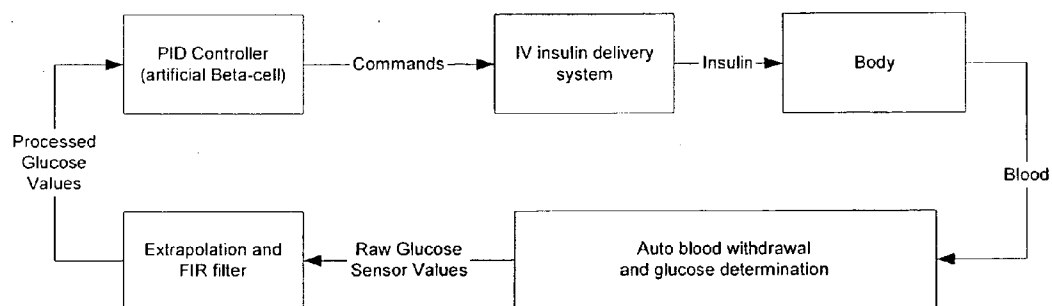 PID Controller
(artificial Beta-cell)
Commands
IV insulin delivery
system
Insulin
Body
Processed
Glucose
Values
Blood
Extrapolation and
FIR filter
Raw Glucose
Sensor Values
Auto blood withdrawal
and glucose determination